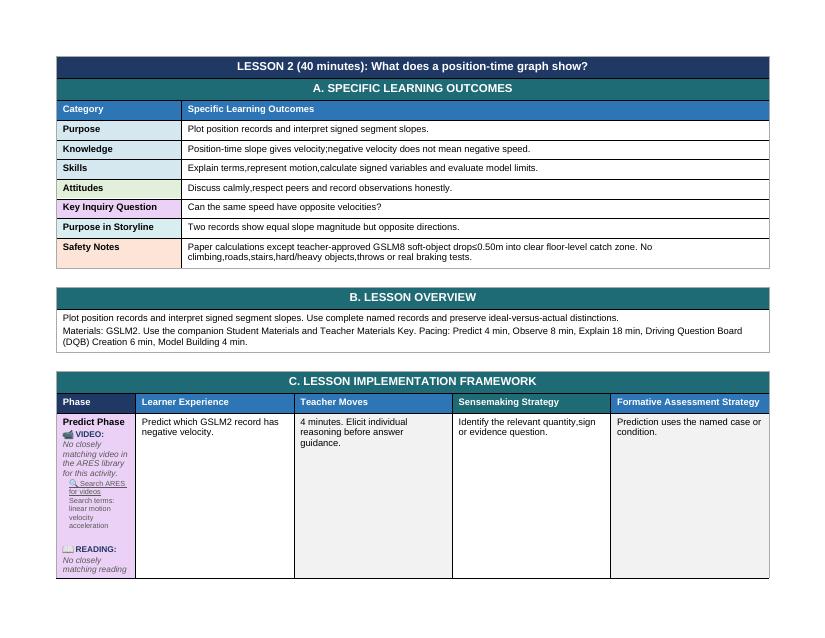 LESSON 2 (40 minutes): What does a position-time graph show?
A. SPECIFIC LEARNING OUTCOMES
Category Specific Learning Outcomes
Purpose Plot position records and interpret signed segment slopes.
Knowledge Position-time slope gives velocity;negative velocity does not mean negative speed.
Skills Explain terms,represent motion,calculate signed variables and evaluate model limits.
Attitudes Discuss calmly,respect peers and record observations honestly.
Key Inquiry Question Can the same speed have opposite velocities?
Purpose in Storyline Two records show equal slope magnitude but opposite directions.
Safety Notes Paper calculations except teacher-approved GSLM8 soft-object drops≤0.50m into clear floor-level catch zone. No
climbing,roads,stairs,hard/heavy objects,throws or real braking tests.
B. LESSON OVERVIEW
Plot position records and interpret signed segment slopes. Use complete named records and preserve ideal-versus-actual distinctions.
Materials: GSLM2. Use the companion Student Materials and Teacher Materials Key. Pacing: Predict 4 min, Observe 8 min, Explain 18 min, Driving Question Board
(DQB) Creation 6 min, Model Building 4 min.
C. LESSON IMPLEMENTATION FRAMEWORK
Phase Learner Experience Teacher Moves Sensemaking Strategy Formative Assessment Strategy
Predict Phase
📹 VIDEO:
No closely
matching video in
the ARES library
for this activity.
🔍 Search ARES
for videos
Search terms:
linear motion
velocity
acceleration
📖 READING:
No closely
matching reading
Predict which GSLM2 record has
negative velocity.
4 minutes. Elicit individual
reasoning before answer
guidance.
Identify the relevant quantity,sign
or evidence question.
Prediction uses the named case or
condition.